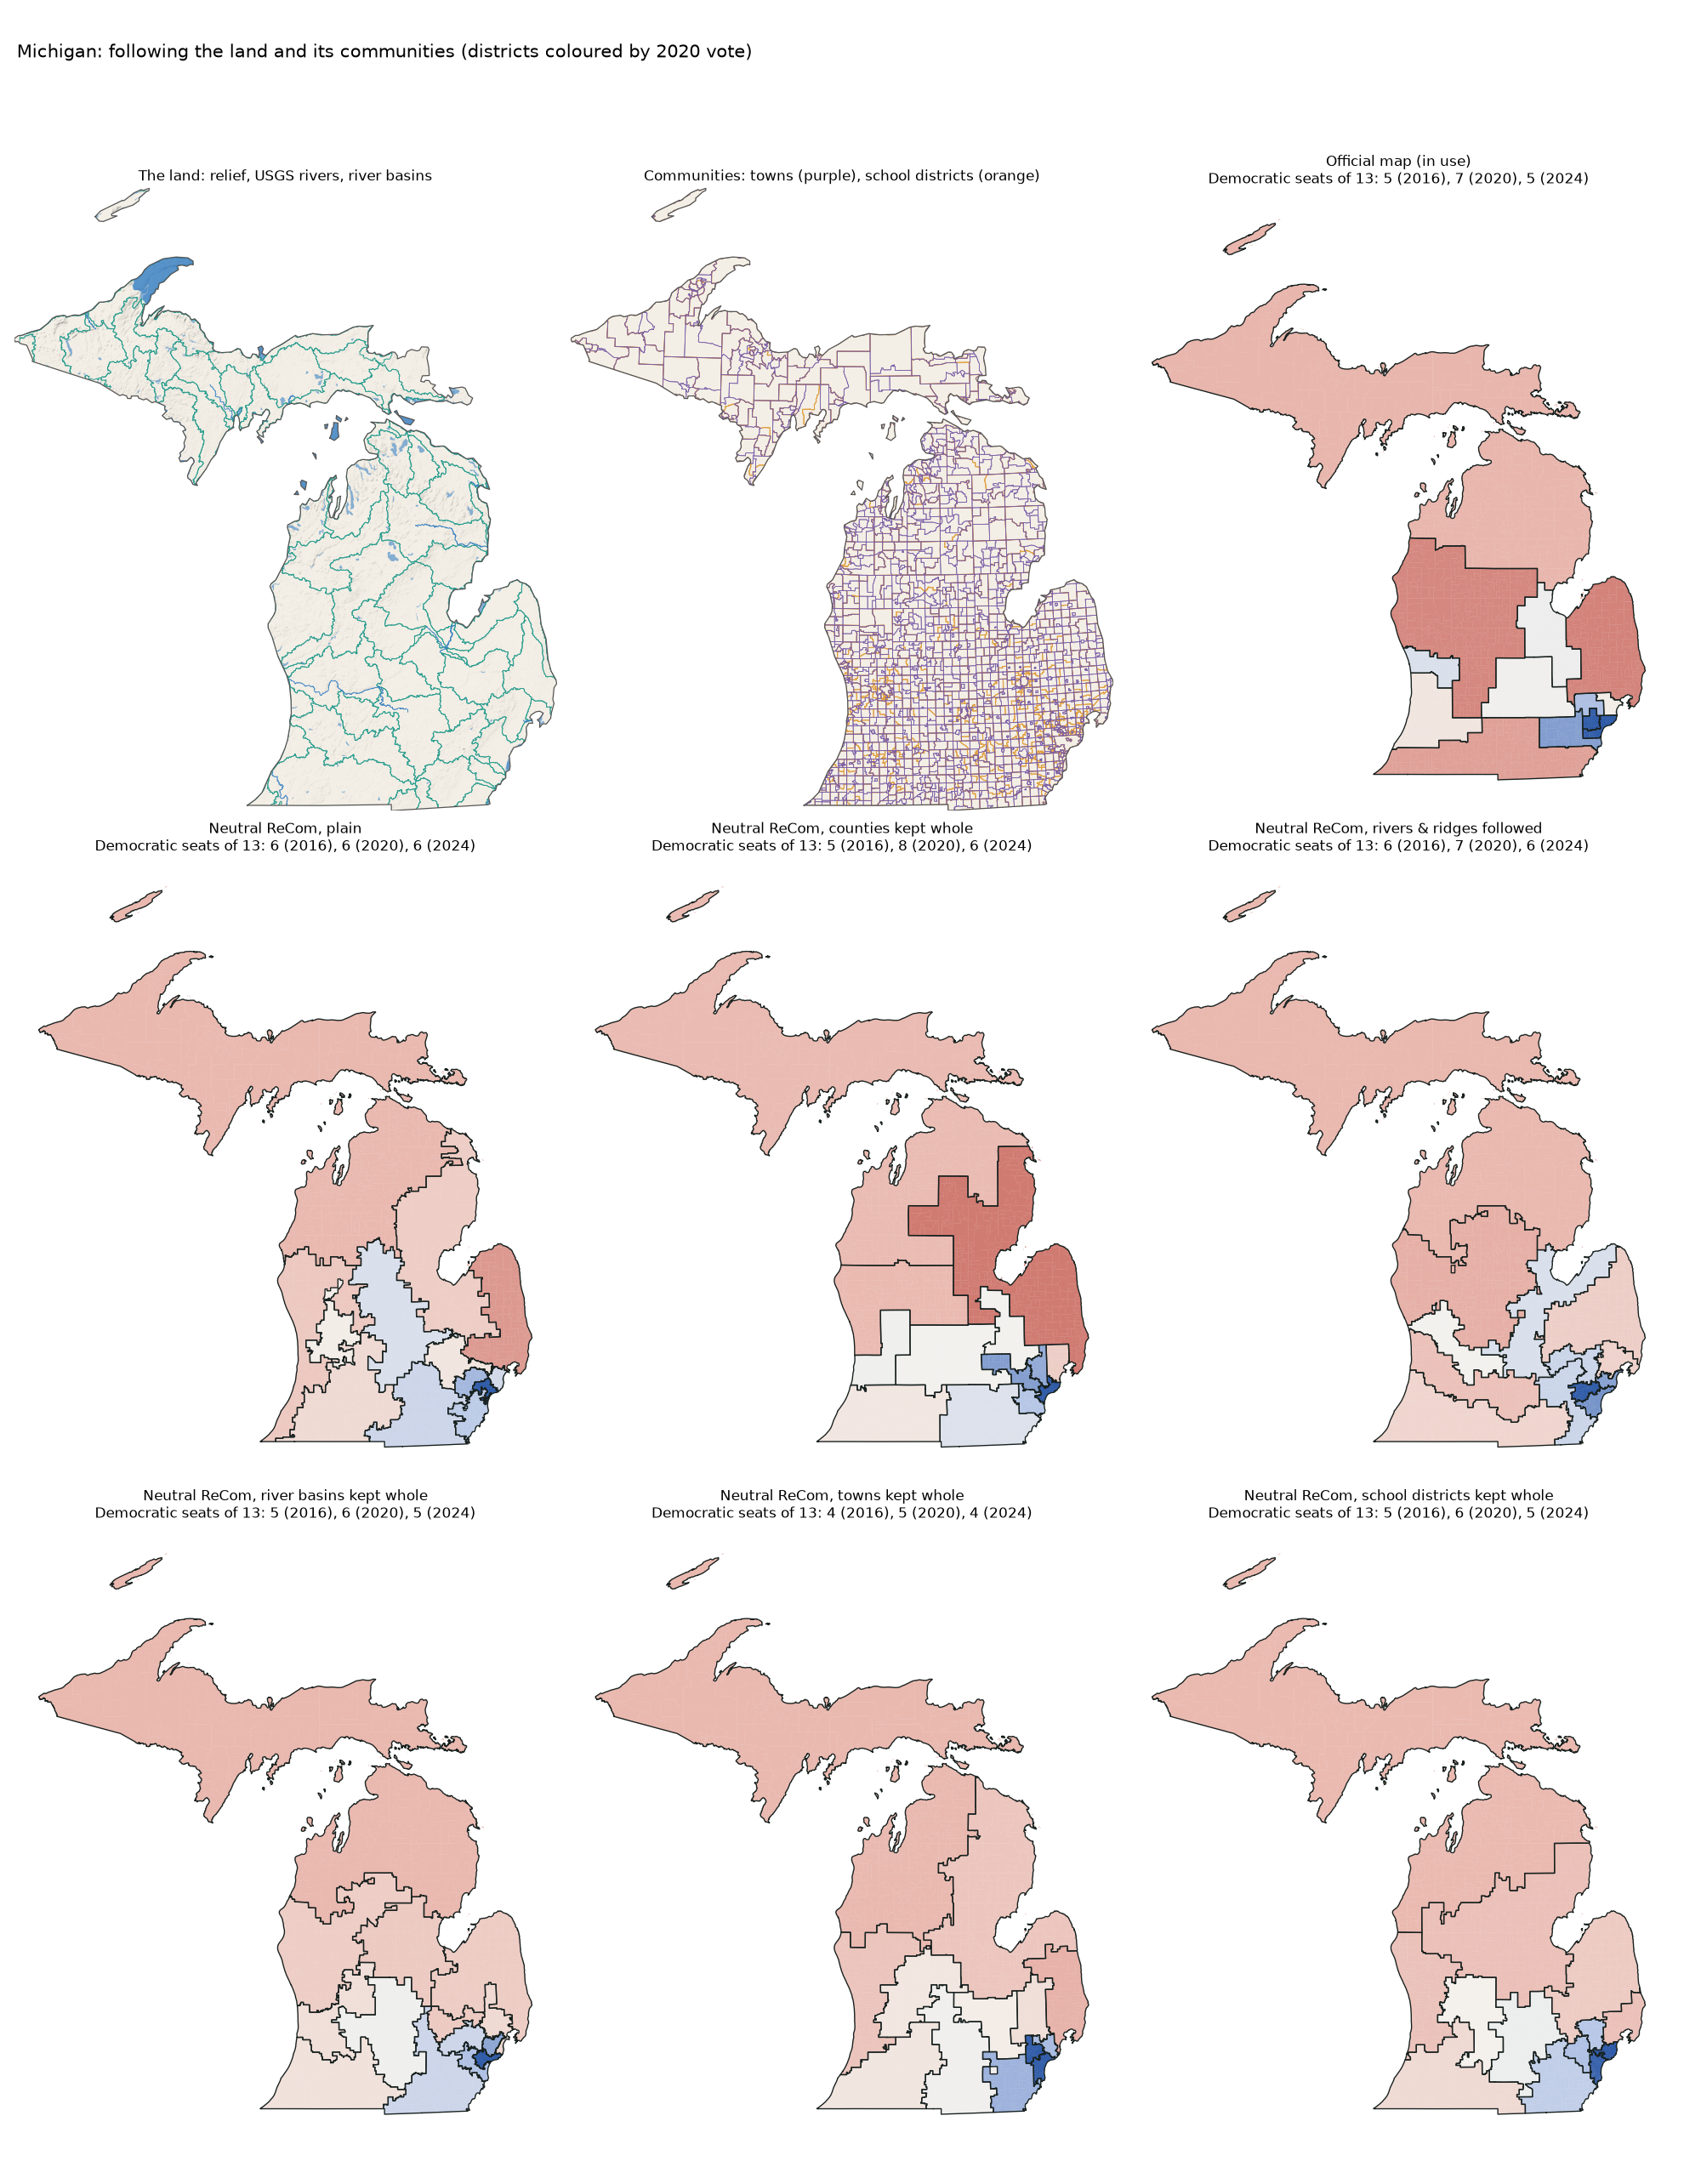 Michigan: following the land and its communities (districts coloured by 2020 vote)
The land: relief, USGS rivers, river basins
Communities: towns (purple), school districts (orange)
Official map (in use)
Democratic seats of 13: 5 (2016), 7 (2020), 5 (2024)
Neutral ReCom, plain
Democratic seats of 13: 6 (2016), 6 (2020), 6 (2024)
Neutral ReCom, counties kept whole
Democratic seats of 13: 5 (2016), 8 (2020), 6 (2024)
Neutral ReCom, rivers & ridges followed
Democratic seats of 13: 6 (2016), 7 (2020), 6 (2024)
Neutral ReCom, river basins kept whole
Democratic seats of 13: 5 (2016), 6 (2020), 5 (2024)
Neutral ReCom, towns kept whole
Democratic seats of 13: 4 (2016), 5 (2020), 4 (2024)
Neutral ReCom, school districts kept whole
Democratic seats of 13: 5 (2016), 6 (2020), 5 (2024)